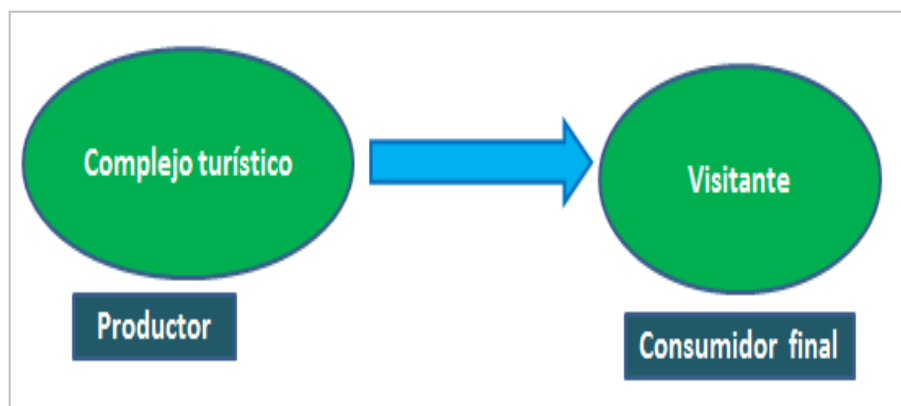 Complejo turístico
Visitante
Productor
Consumidor final